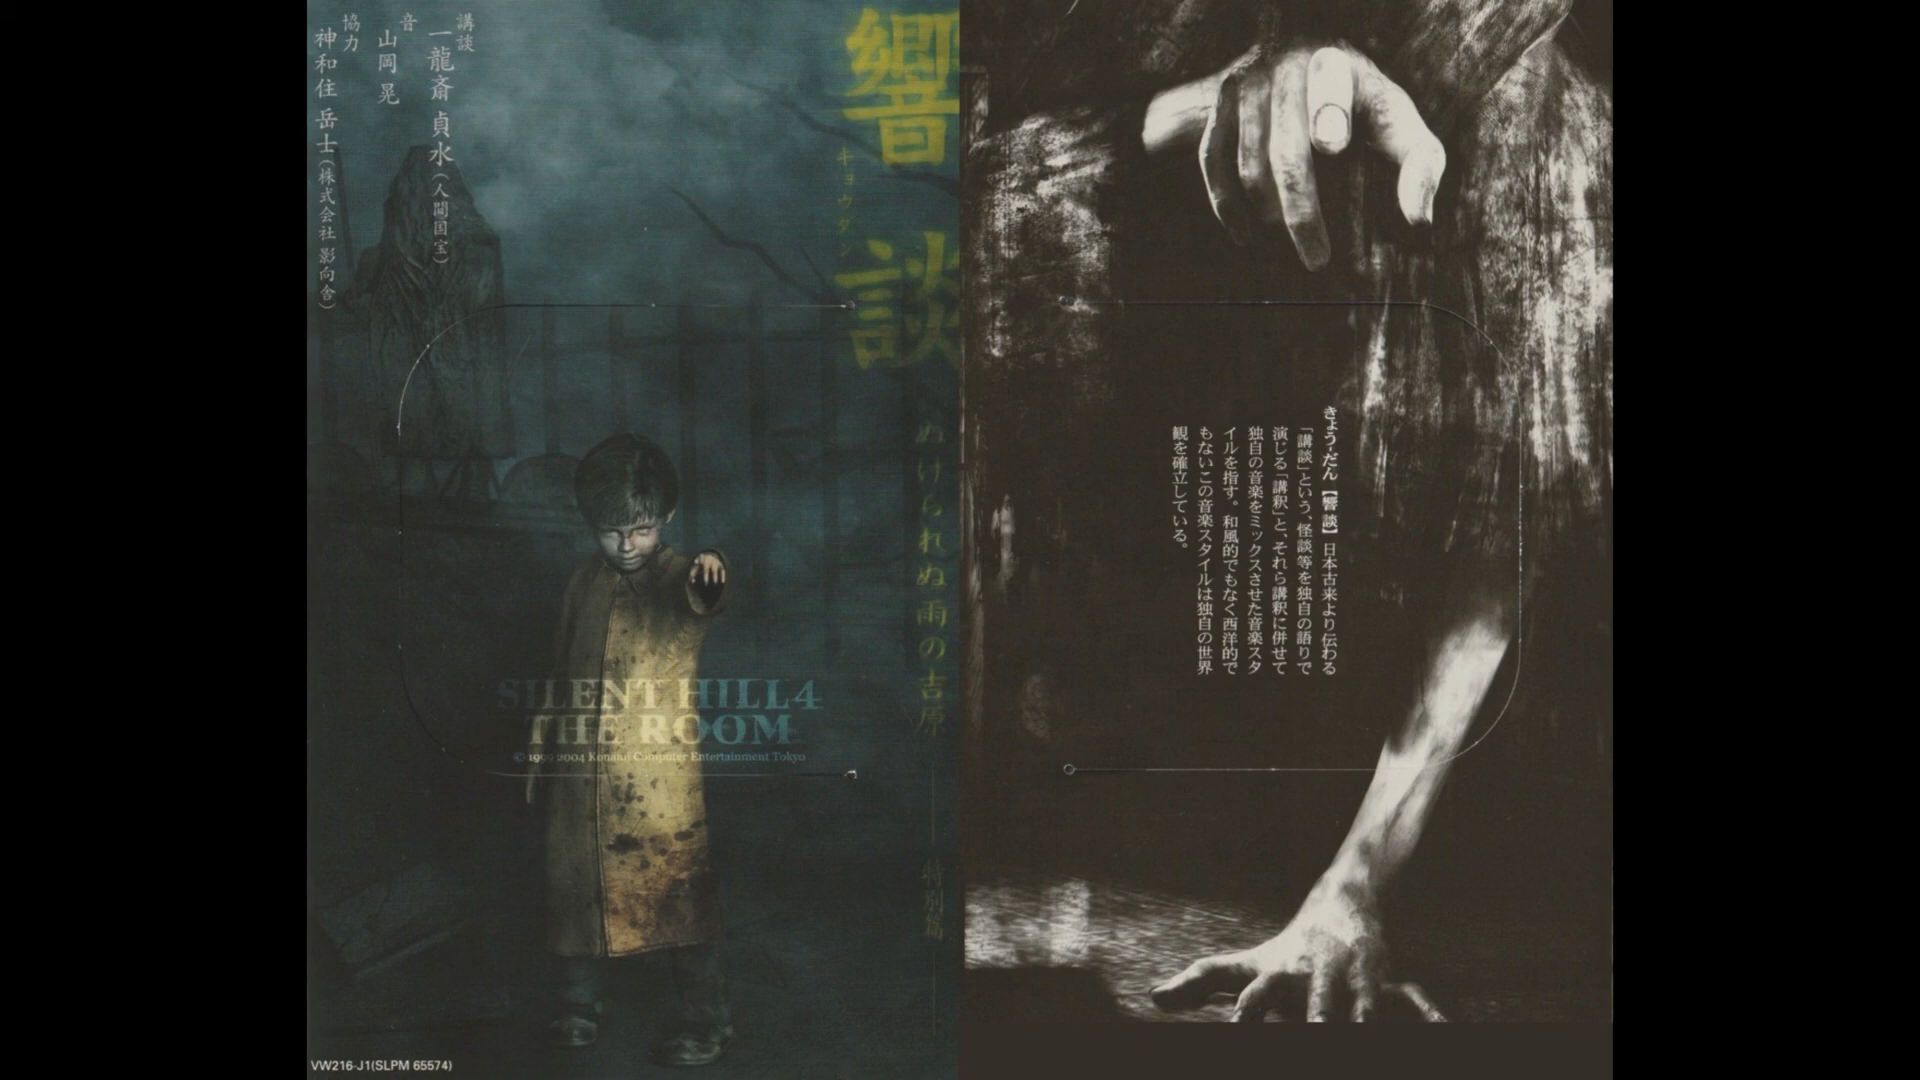 響談
キョウダン
ぬけられぬ雨の吉原
特別篇
講談
一龍斎 貞水（人間国宝）
音
山岡 晃
協力
神和住 岳士（株式会社 影向舎）
SILENT HILL4
THE ROOM
© 1999 2004 Konami Computer Entertainment Tokyo
VW216-J1(SLPM 65574)
きょう-だん【響談】日本古来より伝わる
「講談」という、怪談等を独自の語りで
演じる「講釈」と、それら講釈に併せて
独自の音楽をミックスさせた音楽スタ
イルを指す。和風的でもなく西洋的で
もないこの音楽スタイルは独自の世界
観を確立している。